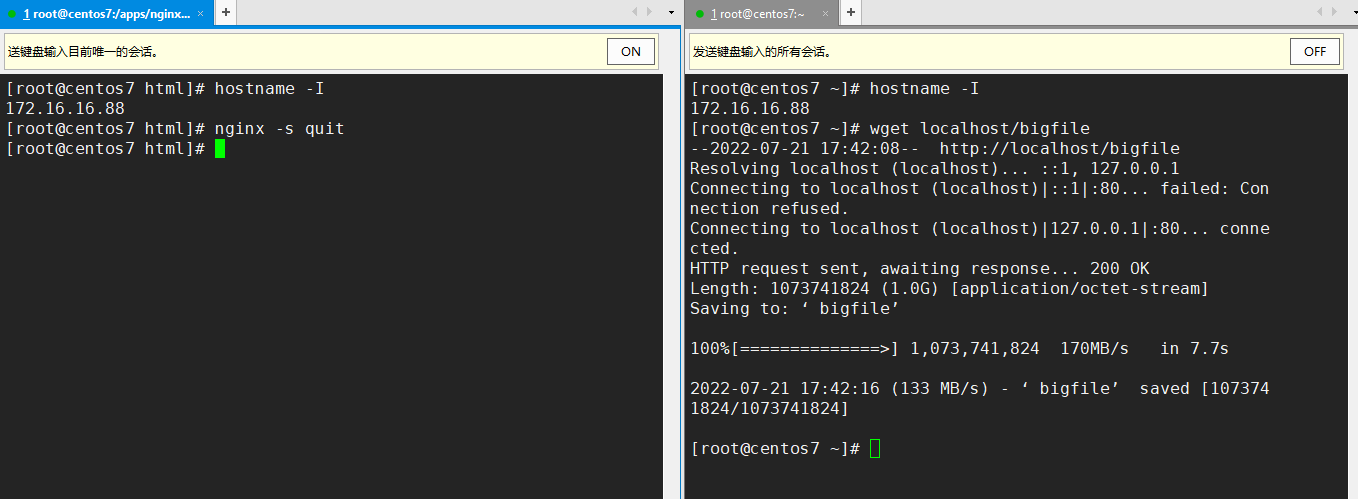 1 root@centos7:/apps/nginx...
送键盘输入目前唯一的会话。
ON
[root@centos7 html]# hostname -I
172.16.16.88
[root@centos7 html]# nginx -s quit
[root@centos7 html]#
1 root@centos7:~
发送键盘输入的所有会话。
OFF
[root@centos7 ~]# hostname -I
172.16.16.88
[root@centos7 ~]# wget localhost/bigfile
--2022-07-21 17:42:08--  http://localhost/bigfile
Resolving localhost (localhost)... ::1, 127.0.0.1
Connecting to localhost (localhost)|::1|:80... failed: Con
nection refused.
Connecting to localhost (localhost)|127.0.0.1|:80... conne
cted.
HTTP request sent, awaiting response... 200 OK
Length: 1073741824 (1.0G) [application/octet-stream]
Saving to: ‘ bigfile’
100%[==============>] 1,073,741,824  170MB/s   in 7.7s
2022-07-21 17:42:16 (133 MB/s) - ‘ bigfile’  saved [107374
1824/1073741824]
[root@centos7 ~]#